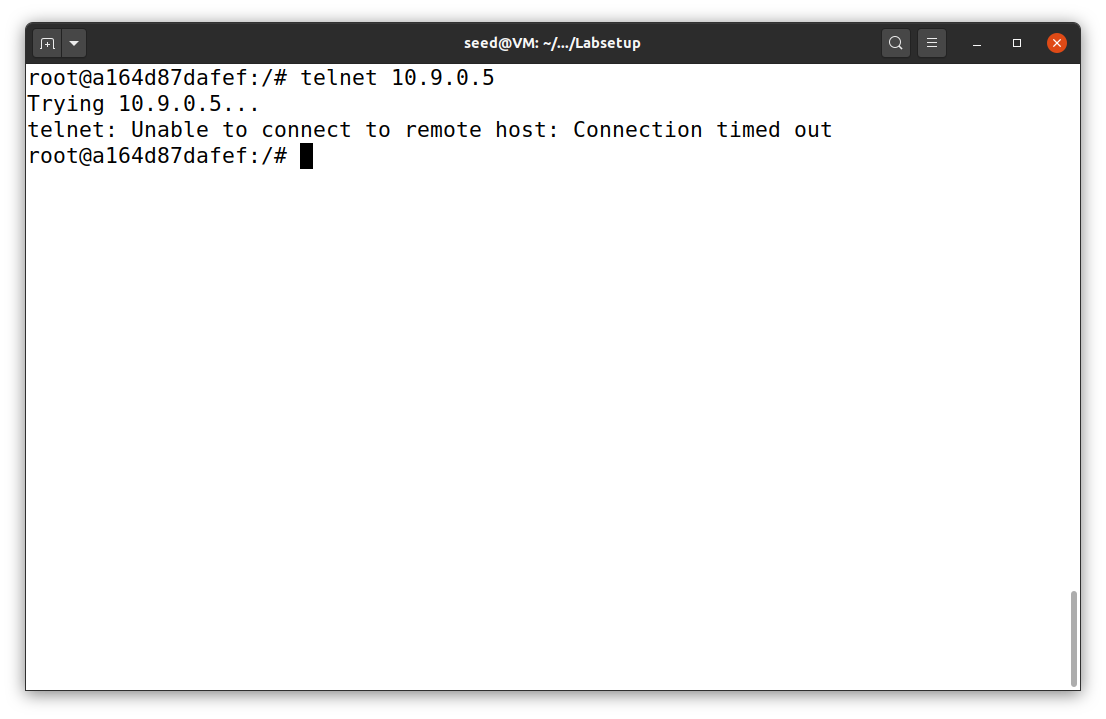 seed@VM: ~/.../Labsetup
root@a164d87dafef:/# telnet 10.9.0.5
Trying 10.9.0.5...
telnet: Unable to connect to remote host: Connection timed out
root@a164d87dafef:/#